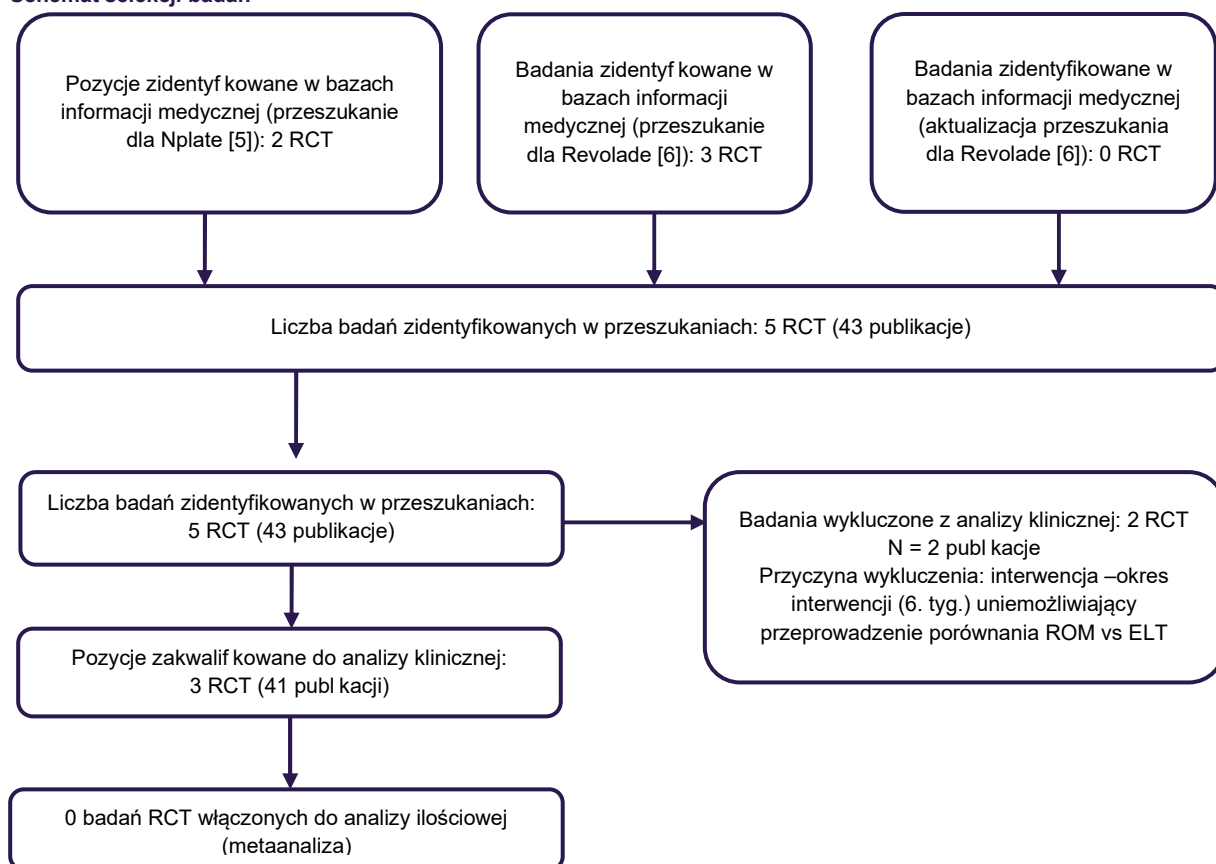 Schemat selekcji badań
Pozycje zidentyf kowane w bazach
informacji medycznej (przeszukanie
dla Nplate [5]): 2 RCT
Badania zidentyf kowane w
bazach informacji
medycznej (przeszukanie
dla Revolade [6]): 3 RCT
Badania zidentyfikowane w
bazach informacji medycznej
(aktualizacja przeszukania
dla Revolade [6]): 0 RCT
Liczba badań zidentyfikowanych w przeszukaniach: 5 RCT (43 publikacje)
Liczba badań zidentyfikowanych w przeszukaniach:
5 RCT (43 publikacje)
Badania wykluczone z analizy klinicznej: 2 RCT
N = 2 publ kacje
Przyczyna wykluczenia: interwencja –okres
interwencji (6. tyg.) uniemożliwiający
przeprowadzenie porównania ROM vs ELT
Pozycje zakwalif kowane do analizy klinicznej:
3 RCT (41 publ kacji)
0 badań RCT włączonych do analizy ilościowej
(metaanaliza)